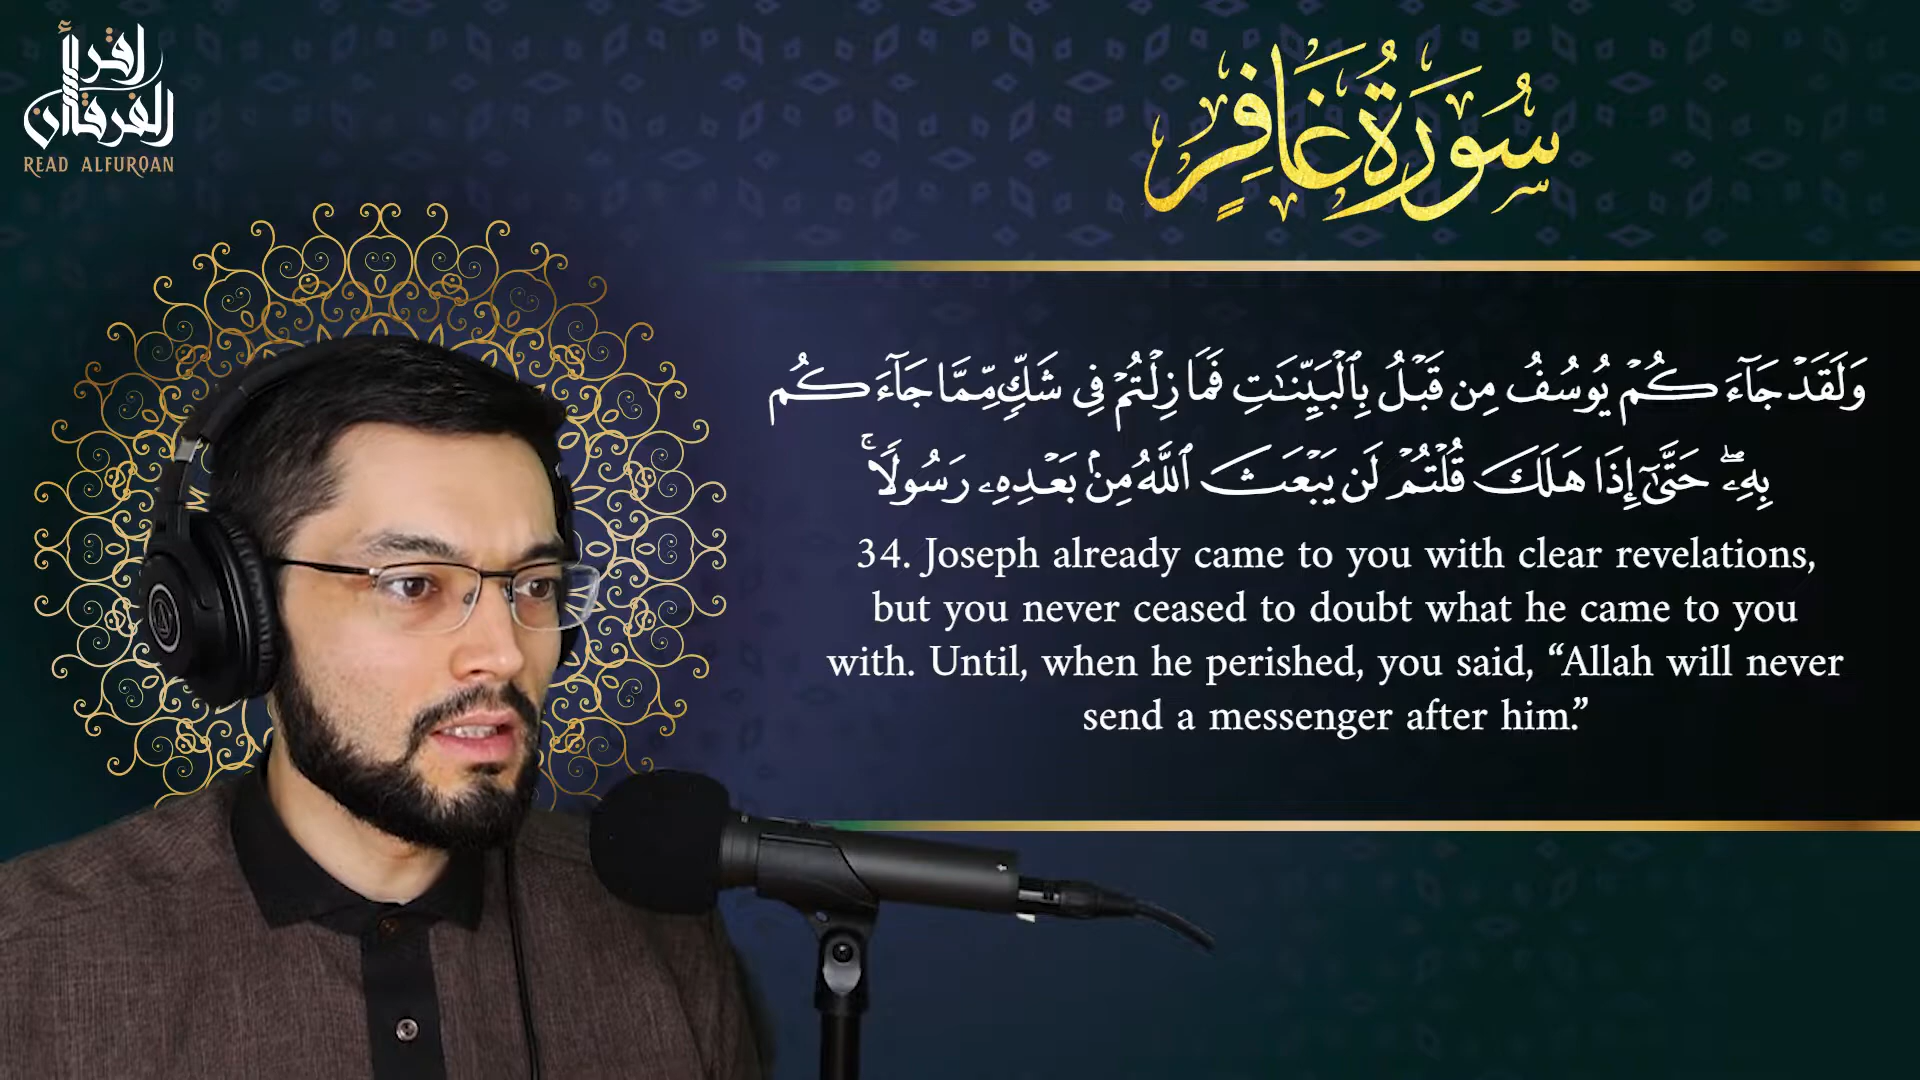 اقرأ
الفرقان
READ ALFURQAN
سُورَةُ غَافِرٍ
وَلَقَدْ جَآءَكُمْ يُوسُفُ مِن قَبْلُ بِٱلْبَيِّنَـٰتِ فَمَا زِلْتُمْ فِى شَكٍّ مِّمَّا جَآءَكُم
بِهِۦ ۖ حَتَّىٰٓ إِذَا هَلَكَ قُلْتُمْ لَن يَبْعَثَ ٱللَّهُ مِنۢ بَعْدِهِۦ رَسُولًا ۚ
34. Joseph already came to you with clear revelations,
but you never ceased to doubt what he came to you
with. Until, when he perished, you said, “Allah will never
send a messenger after him.”